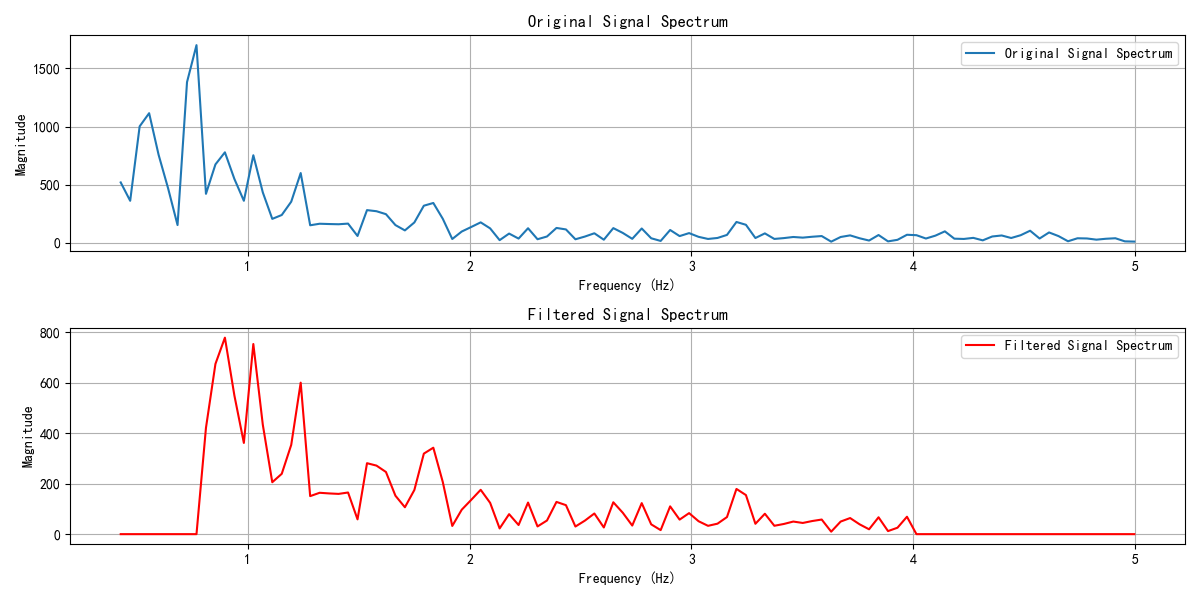 Original Signal Spectrum
Original Signal Spectrum
Magnitude
1500
1000
500
0
1 2 3 4 5
Frequency (Hz)
Filtered Signal Spectrum
Filtered Signal Spectrum
Magnitude
800
600
400
200
0
1 2 3 4 5
Frequency (Hz)